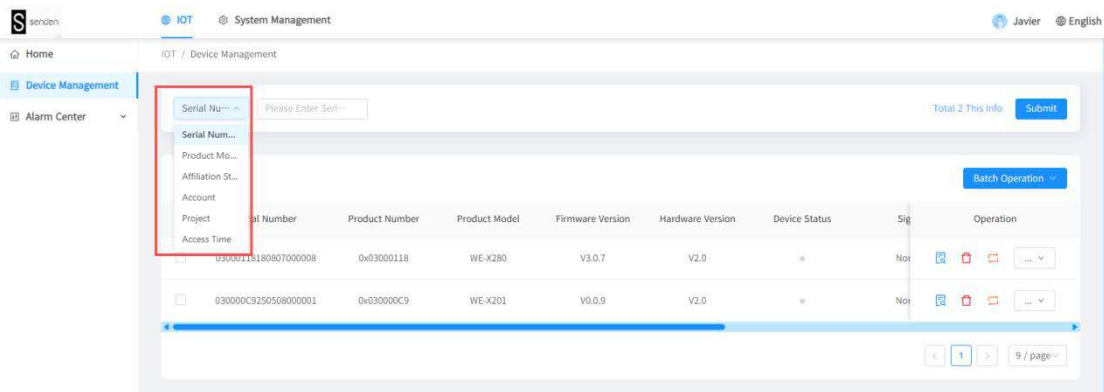 senden
IOT
System Management
Javier
English
Home
IOT / Device Management
Device Management
Alarm Center
Serial Nu···
Please Enter Seri···
Total 2 This Info
Submit
Serial Num...
Product Mo...
Affiliation St...
Account
Project
Access Time
Batch Operation
al Number
Product Number
Product Model
Firmware Version
Hardware Version
Device Status
Sig
Operation
03000118180807000008
0x03000118
WE-X280
V3.0.7
V2.0
Nor
...
030000C9250508000001
0x030000C9
WE-X201
V0.0.9
V2.0
Nor
...
1
9 / page